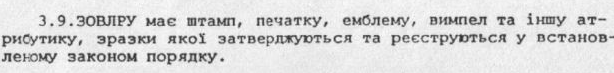 3.9.ЗОВЛРУ має штамп, печатку, емблему, вимпел та іншу ат-
рибутику, зразки якої затверджуються та реєструються у встанов-
леному законом порядку.